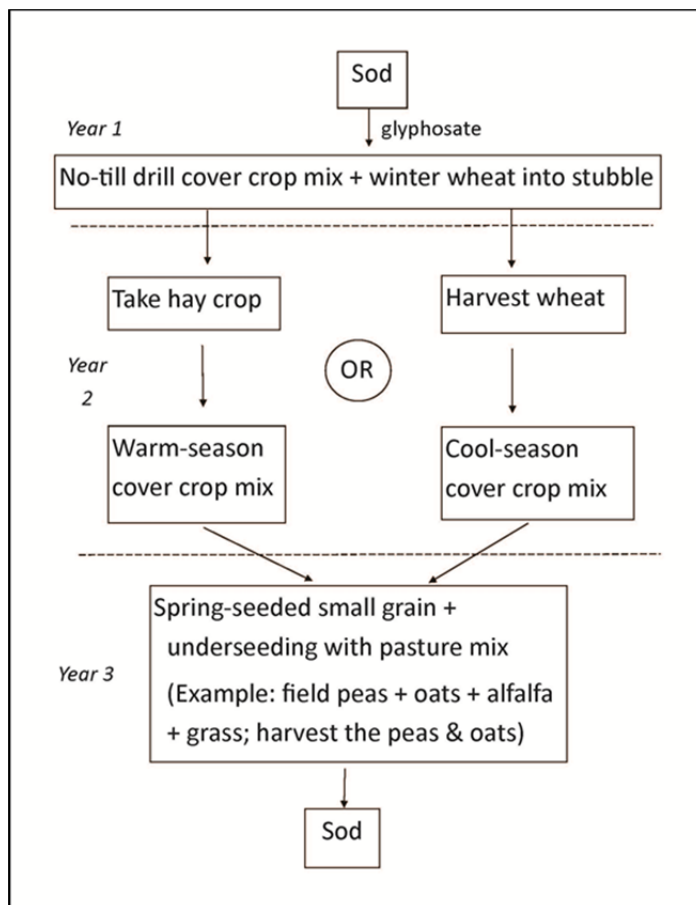 Sod
Year 1
glyphosate
No-till drill cover crop mix + winter wheat into stubble
Take hay crop
Harvest wheat
Year
2
OR
Warm-season
cover crop mix
Cool-season
cover crop mix
Spring-seeded small grain +
underseeding with pasture mix
Year 3
(Example: field peas + oats + alfalfa
+ grass; harvest the peas & oats)
Sod